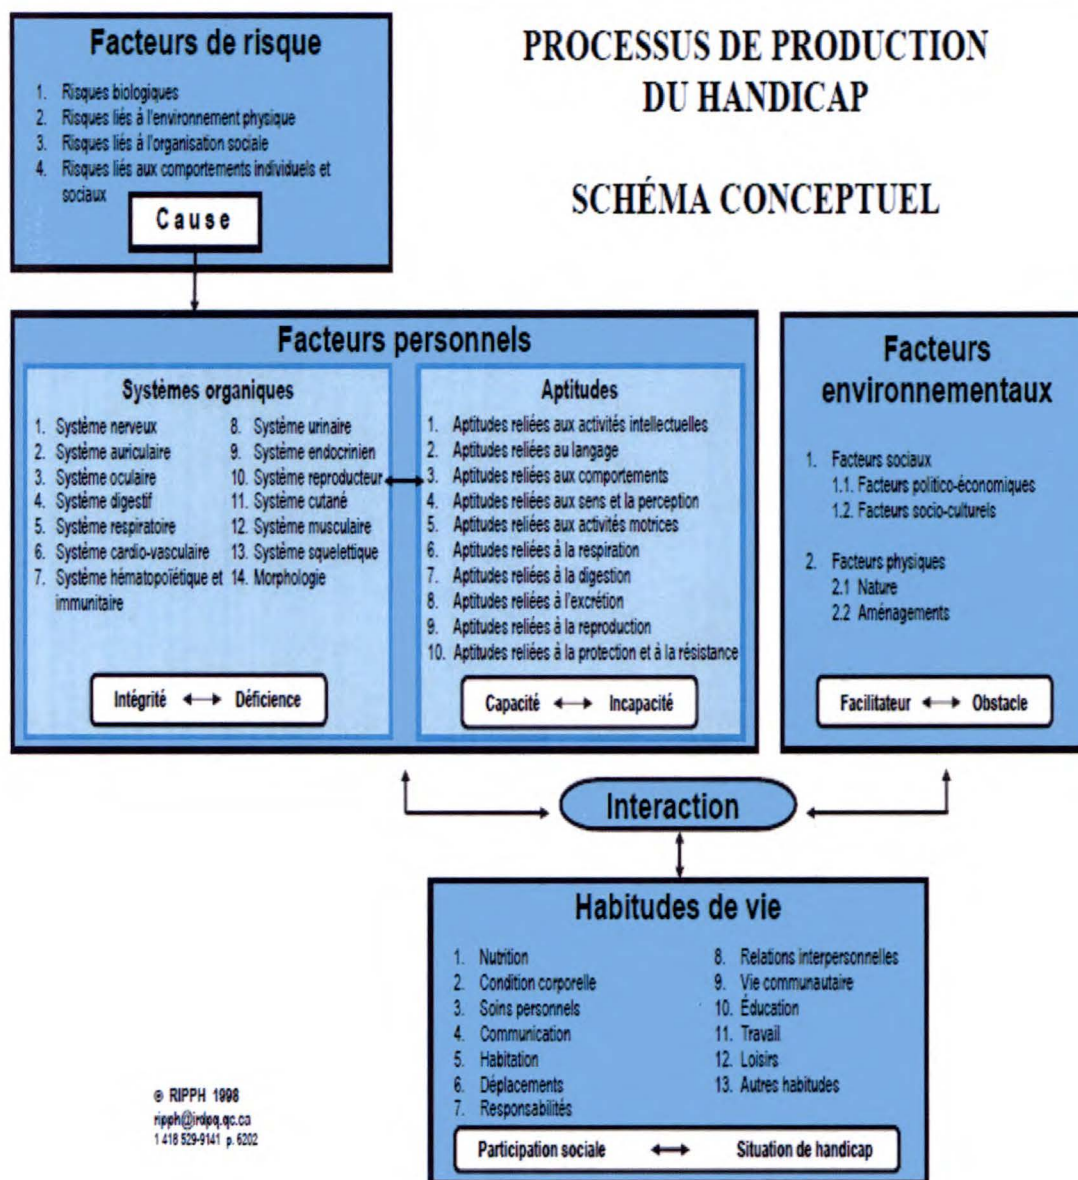 PROCESSUS DE PRODUCTION
DU HANDICAP
SCHÉMA CONCEPTUEL
Facteurs de risque
1. Risques biologiques
2. Risques liés à l'environnement physique
3. Risques liés à l'organisation sociale
4. Risques liés aux comportements individuels et
sociaux
Cause
Facteurs personnels
Systèmes organiques
1. Système nerveux
2. Système auriculaire
3. Système oculaire
4. Système digestif
5. Système respiratoire
6. Système cardio-vasculaire
7. Système hématopoïétique et
immunitaire
8. Système urinaire
9. Système endocrinien
10. Système reproducteur
11. Système cutané
12. Système musculaire
13. Système squelettique
14. Morphologie
Intégrité Déficience
Aptitudes
1. Aptitudes reliées aux activités intellectuelles
2. Aptitudes reliées au langage
3. Aptitudes reliées aux comportements
4. Aptitudes reliées aux sens et la perception
5. Aptitudes reliées aux activités motrices
6. Aptitudes reliées à la respiration
7. Aptitudes reliées à la digestion
8. Aptitudes reliées à l'excrétion
9. Aptitudes reliées à la reproduction
10. Aptitudes reliées à la protection et à la résistance
Capacité Incapacité
Facteurs
environnementaux
1. Facteurs sociaux
1.1. Facteurs politico-économiques
1.2. Facteurs socio-culturels
2. Facteurs physiques
2.1 Nature
2.2 Aménagements
Facilitateur Obstacle
Interaction
Habitudes de vie
1. Nutrition
2. Condition corporelle
3. Soins personnels
4. Communication
5. Habitation
6. Déplacements
7. Responsabilités
8. Relations interpersonnelles
9. Vie communautaire
10. Éducation
11. Travail
12. Loisirs
13. Autres habitudes
Participation sociale Situation de handicap
© RIPPH 1998
ripph@irdpq.qc.ca
1 418 529-9141 p. 6202